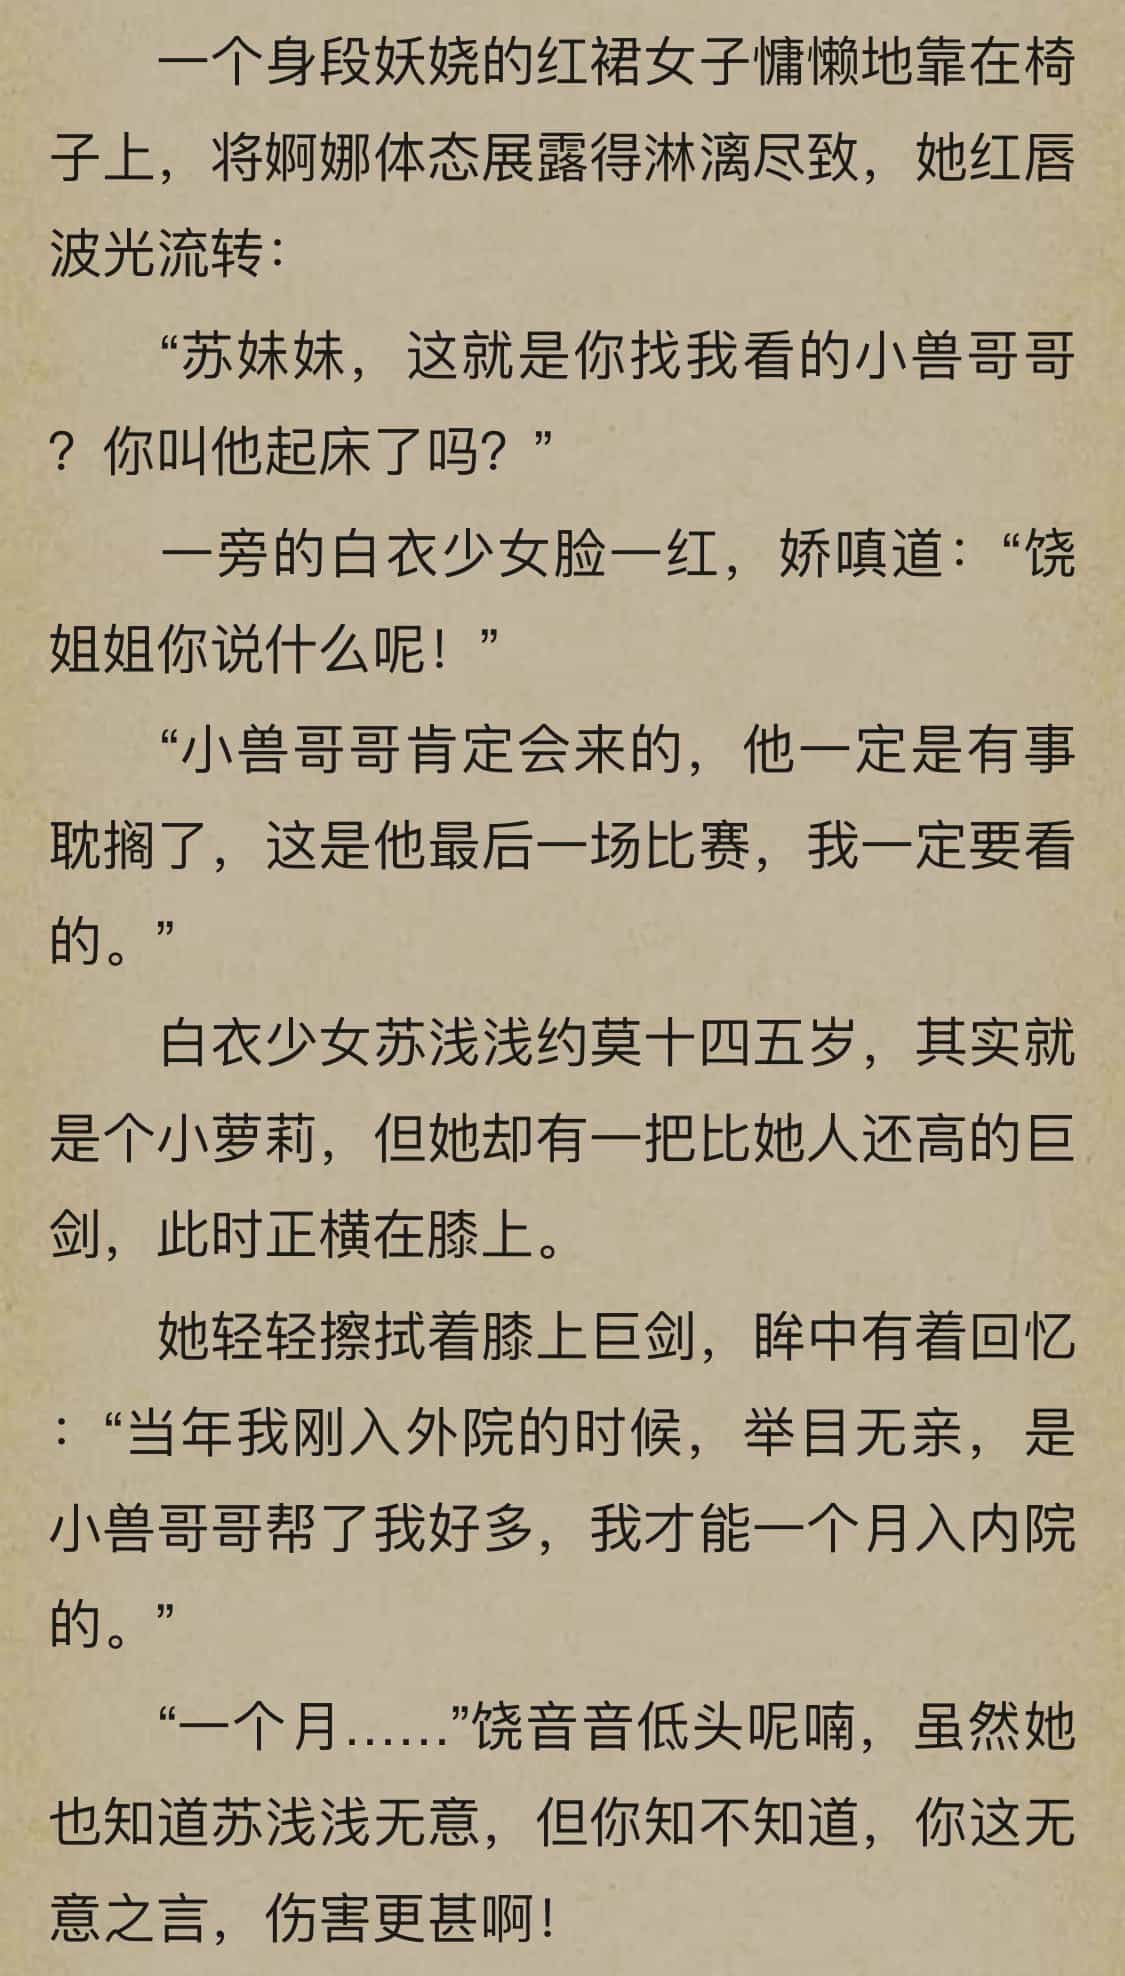 一个身段妖娆的红裙女子慵懒地靠在椅
子上，将婀娜体态展露得淋漓尽致，她红唇
波光流转：
“苏妹妹，这就是你找我看的小兽哥哥
？你叫他起床了吗？”
一旁的白衣少女脸一红，娇嗔道：“饶
姐姐你说什么呢！”
“小兽哥哥肯定会来的，他一定是有事
耽搁了，这是他最后一场比赛，我一定要看
的。”
白衣少女苏浅浅约莫十四五岁，其实就
是个小萝莉，但她却有一把比她人还高的巨
剑，此时正横在膝上。
她轻轻擦拭着膝上巨剑，眸中有着回忆
：“当年我刚入外院的时候，举目无亲，是
小兽哥哥帮了我好多，我才能一个月入内院
的。”
“一个月……”饶音音低头呢喃，虽然她
也知道苏浅浅无意，但你知不知道，你这无
意之言，伤害更甚啊！